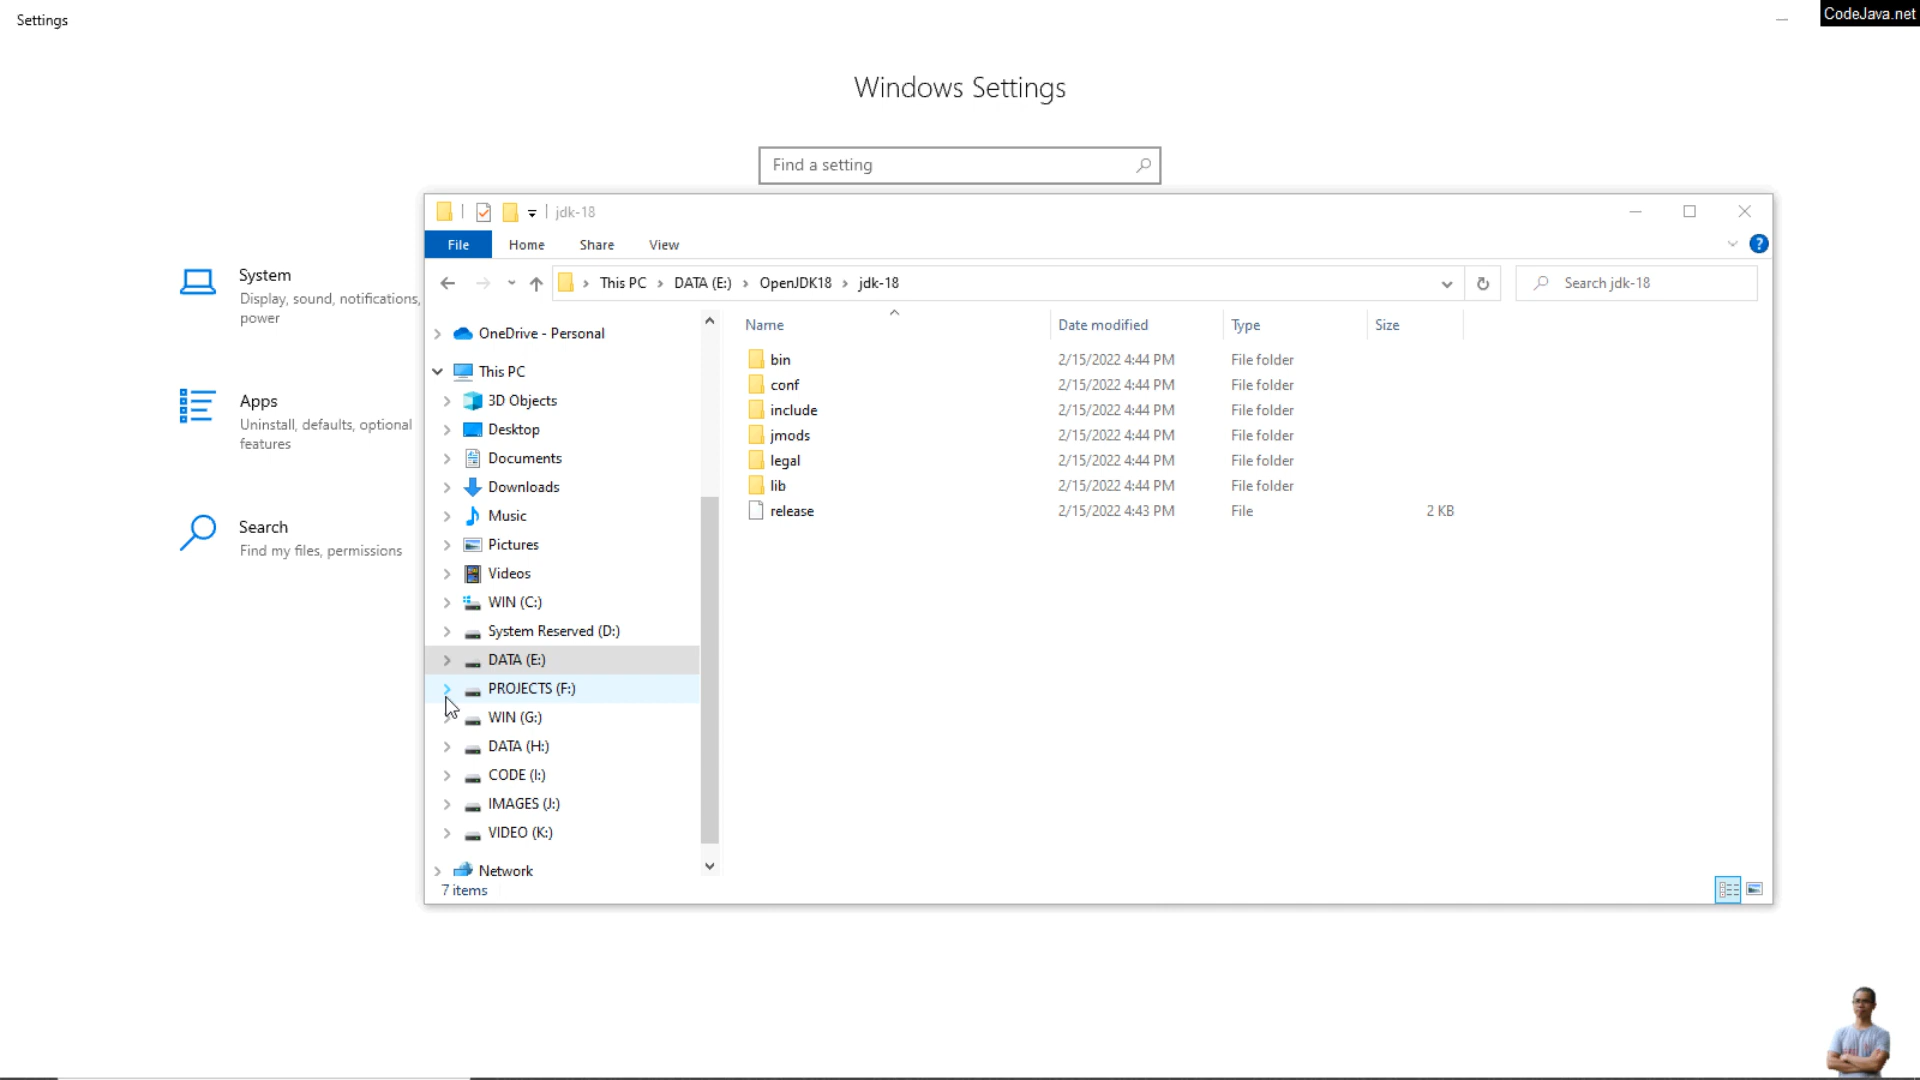 Settings
CodeJava.net
Windows Settings
Find a setting
System
Display, sound, notifications,
power
Apps
Uninstall, defaults, optional
features
Search
Find my files, permissions
jdk-18
File Home Share View
This PC DATA (E:) OpenJDK18 jdk-18
Search jdk-18
OneDrive - Personal
This PC
3D Objects
Desktop
Documents
Downloads
Music
Pictures
Videos
WIN (C:)
System Reserved (D:)
DATA (E:)
PROJECTS (F:)
WIN (G:)
DATA (H:)
CODE (I:)
IMAGES (J:)
VIDEO (K:)
Network
Name Date modified Type Size
bin 2/15/2022 4:44 PM File folder
conf 2/15/2022 4:44 PM File folder
include 2/15/2022 4:44 PM File folder
jmods 2/15/2022 4:44 PM File folder
legal 2/15/2022 4:44 PM File folder
lib 2/15/2022 4:44 PM File folder
release 2/15/2022 4:43 PM File 2 KB
7 items